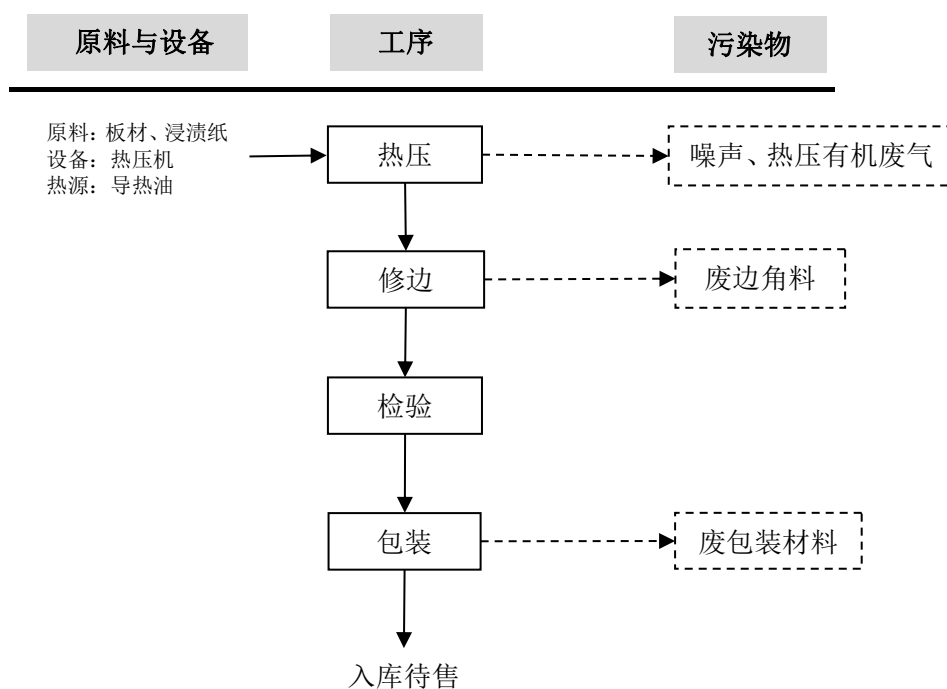 原料与设备
工序
污染物
原料：板材、浸渍纸
设备：热压机
热源：导热油
热压
噪声、热压有机废气
修边
废边角料
检验
包装
废包装材料
入库待售